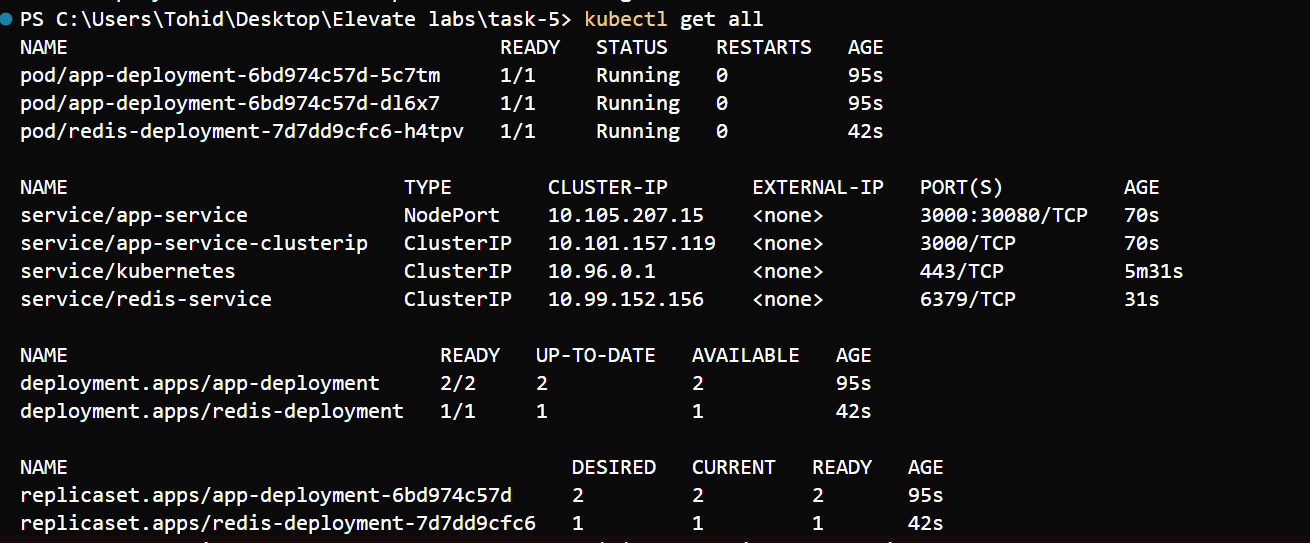 PS C:\Users\Tohid\Desktop\Elevate labs\task-5> kubectl get all
NAME READY STATUS RESTARTS AGE
pod/app-deployment-6bd974c57d-5c7tm 1/1 Running 0 95s
pod/app-deployment-6bd974c57d-dl6x7 1/1 Running 0 95s
pod/redis-deployment-7d7dd9cfc6-h4tpv 1/1 Running 0 42s
NAME TYPE CLUSTER-IP EXTERNAL-IP PORT(S) AGE
service/app-service NodePort 10.105.207.15 <none> 3000:30080/TCP 70s
service/app-service-clusterip ClusterIP 10.101.157.119 <none> 3000/TCP 70s
service/kubernetes ClusterIP 10.96.0.1 <none> 443/TCP 5m31s
service/redis-service ClusterIP 10.99.152.156 <none> 6379/TCP 31s
NAME READY UP-TO-DATE AVAILABLE AGE
deployment.apps/app-deployment 2/2 2 2 95s
deployment.apps/redis-deployment 1/1 1 1 42s
NAME DESIRED CURRENT READY AGE
replicaset.apps/app-deployment-6bd974c57d 2 2 2 95s
replicaset.apps/redis-deployment-7d7dd9cfc6 1 1 1 42s